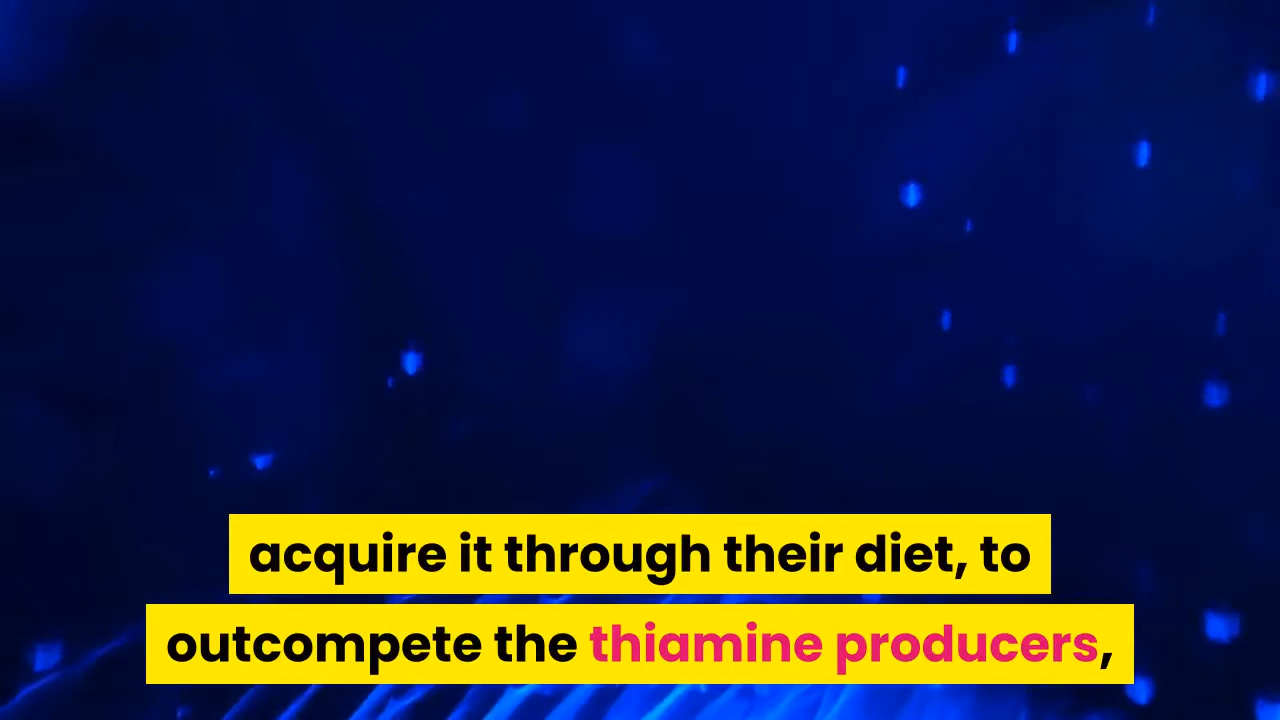 acquire it through their diet, to
outcompete the thiamine producers,